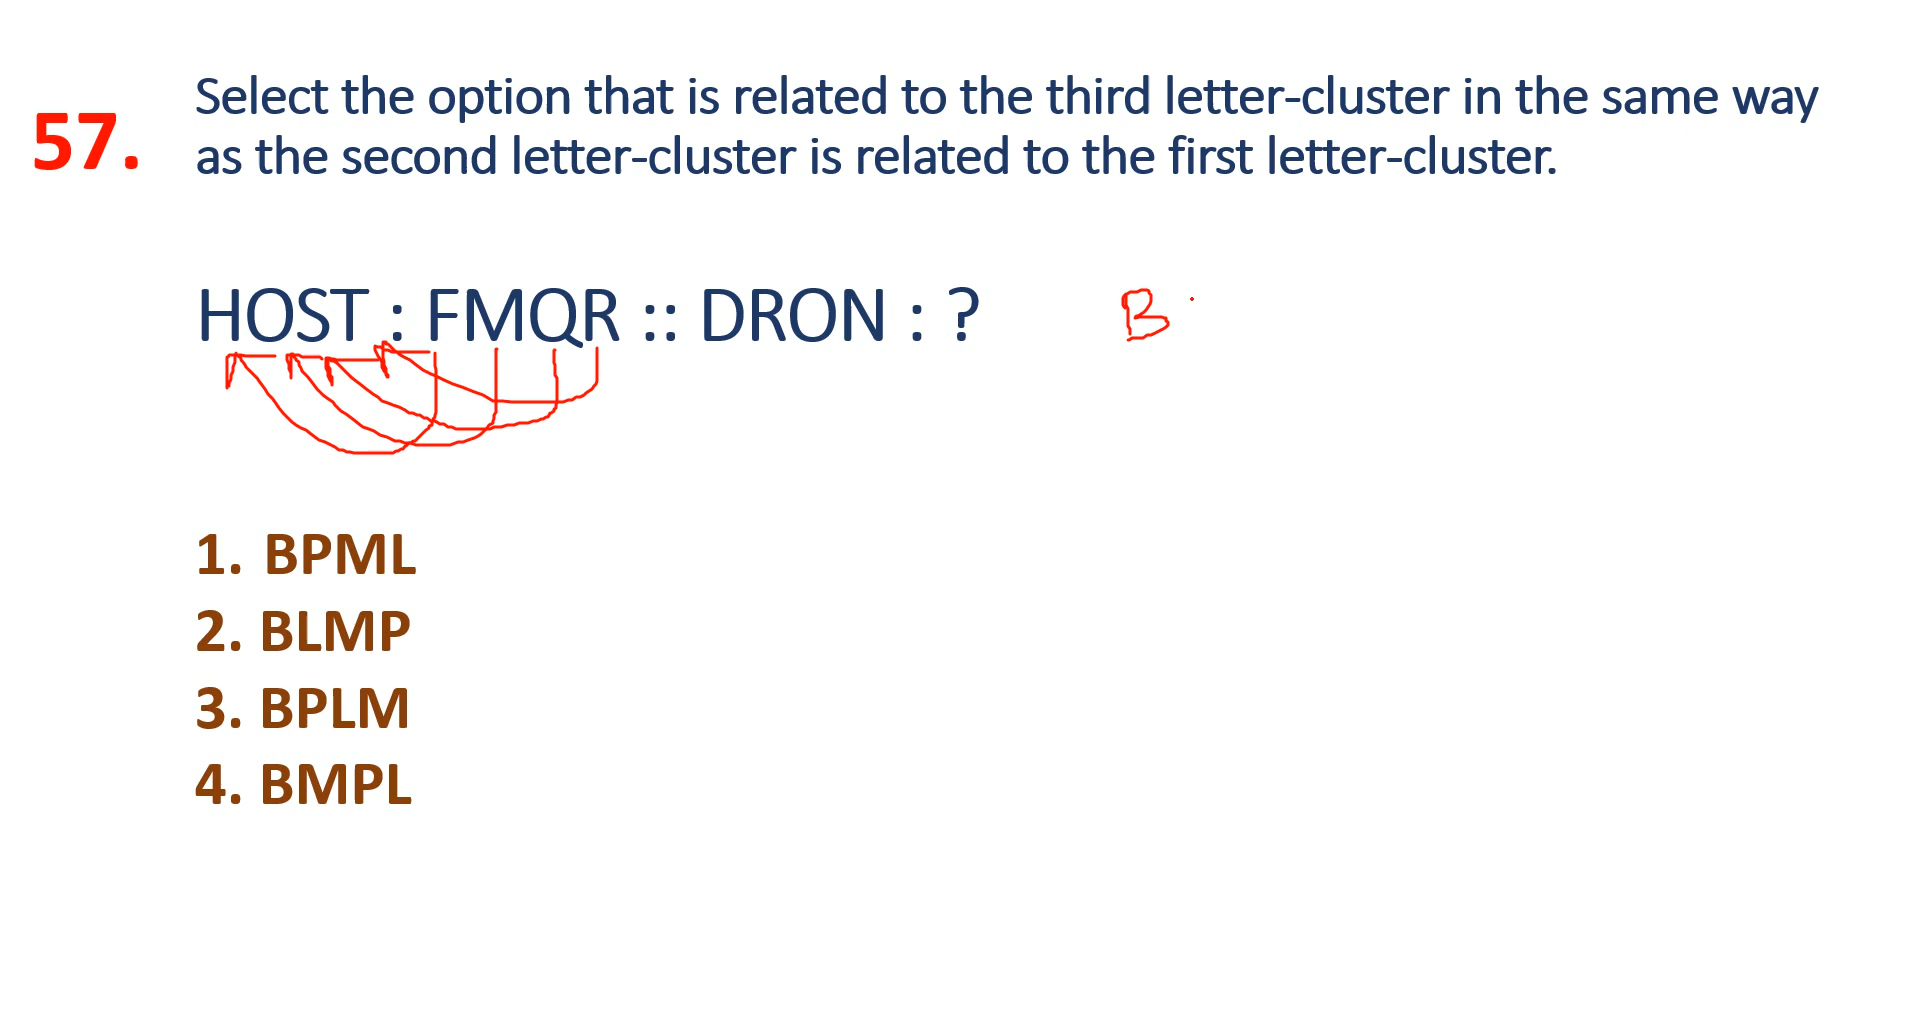 57. Select the option that is related to the third letter-cluster in the same way
as the second letter-cluster is related to the first letter-cluster.
HOST : FMQR :: DRON : ? B
1. BPML
2. BLMP
3. BPLM
4. BMPL